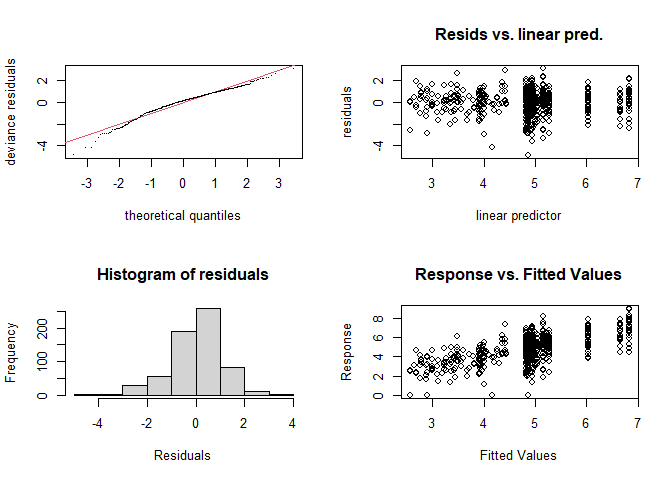 deviance residuals
-4 0 2
-3 -2 -1 0 1 2 3
theoretical quantiles
Resids vs. linear pred.
residuals
-4 0 2
3 4 5 6 7
linear predictor
Histogram of residuals
Frequency
0 100 200
-4 -2 0 2 4
Residuals
Response vs. Fitted Values
Response
0 2 4 6 8
3 4 5 6 7
Fitted Values